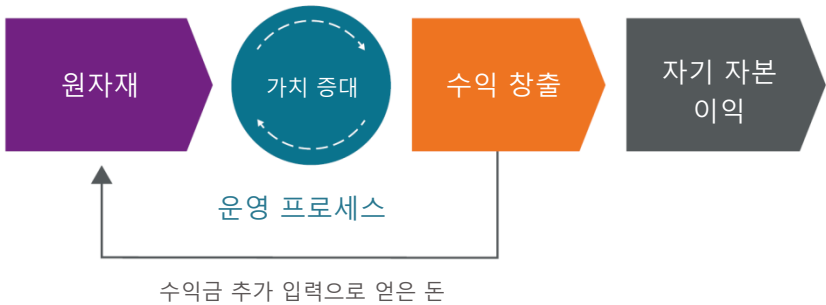 원자재
가치 증대
수익 창출
자기 자본
이익
운영 프로세스
수익금 추가 입력으로 얻은 돈